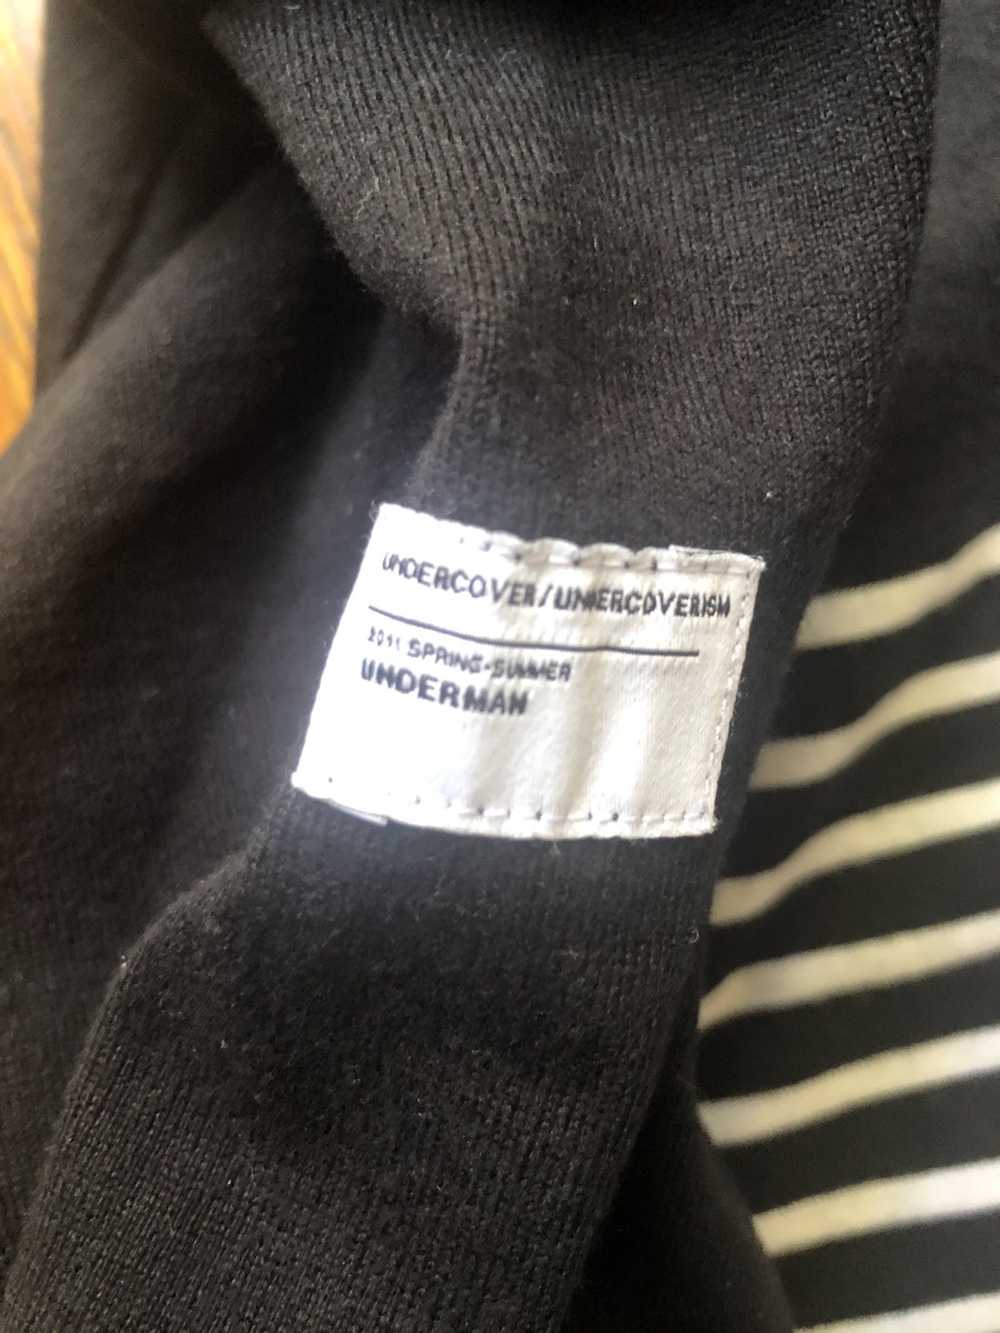 UNDERCOVER/UNDERCOVERISM
2011 SPRING-SUMMER
UNDERMAN